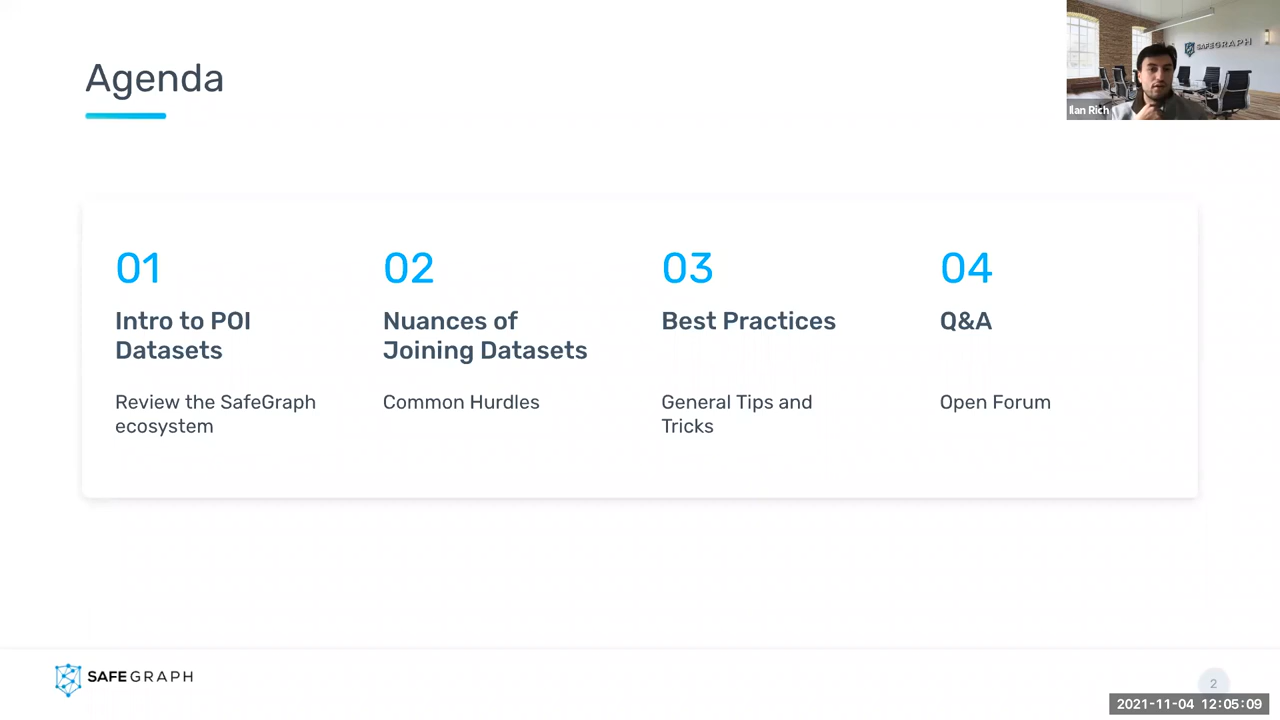 Agenda
SAFEGRAPH
Ilan Rich
01
Intro to POI
Datasets
Review the SafeGraph
ecosystem
02
Nuances of
Joining Datasets
Common Hurdles
03
Best Practices
General Tips and
Tricks
04
Q&A
Open Forum
SAFEGRAPH
2
2021-11-04 12:05:09